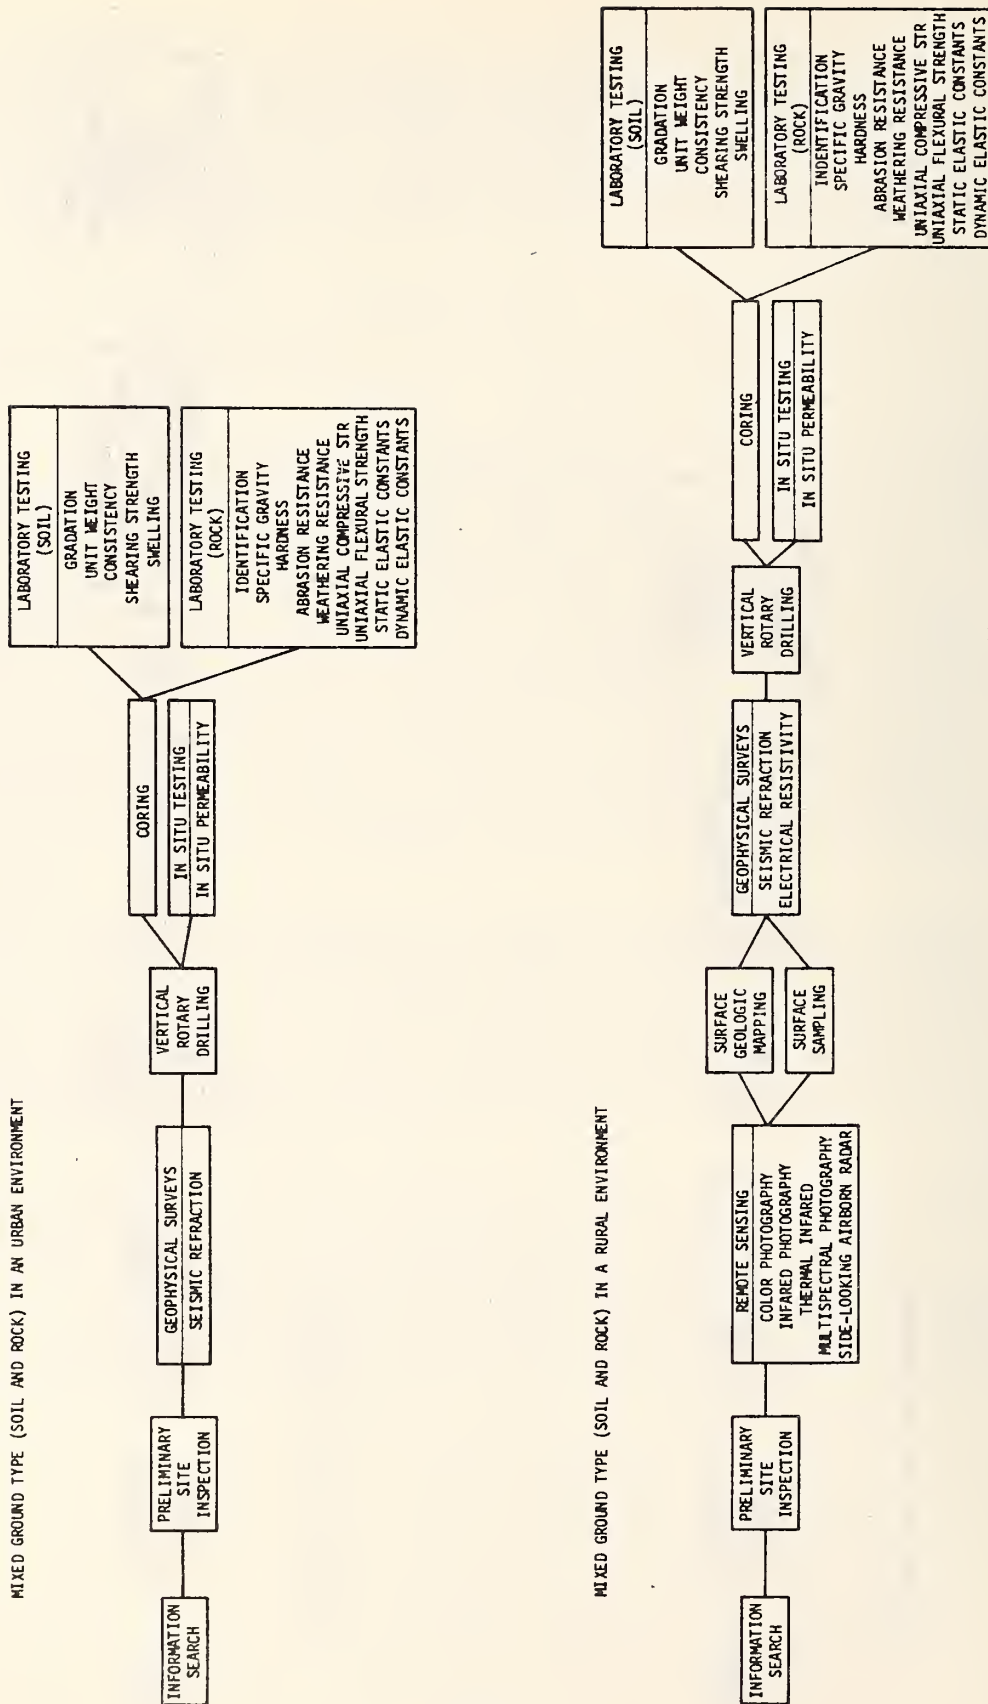 MIXED GROUND TYPE (SOIL AND ROCK) IN AN URBAN ENVIRONMENT
INFORMATION
SEARCH
PRELIMINARY
SITE
INSPECTION
GEOPHYSICAL SURVEYS
SEISMIC REFRACTION
VERTICAL
ROTARY
DRILLING
CORING
IN SITU TESTING
IN SITU PERMEABILITY
LABORATORY TESTING
(SOIL)
GRADATION
UNIT WEIGHT
CONSISTENCY
SHEARING STRENGTH
SWELLING
LABORATORY TESTING
(ROCK)
IDENTIFICATION
SPECIFIC GRAVITY
HARDNESS
ABRASION RESISTANCE
WEATHERING RESISTANCE
UNIAXIAL COMPRESSIVE STR
UNIAXIAL FLEXURAL STRENGTH
STATIC ELASTIC CONSTANTS
DYNAMIC ELASTIC CONSTANTS
MIXED GROUND TYPE (SOIL AND ROCK) IN A RURAL ENVIRONMENT
INFORMATION
SEARCH
PRELIMINARY
SITE
INSPECTION
REMOTE SENSING
COLOR PHOTOGRAPHY
INFARED PHOTOGRAPHY
THERMAL INFARED
MULTISPECTRAL PHOTOGRAPHY
SIDE-LOOKING AIRBORN RADAR
SURFACE
GEOLOGIC
MAPPING
SURFACE
SAMPLING
GEOPHYSICAL SURVEYS
SEISMIC REFRACTION
ELECTRICAL RESISTIVITY
VERTICAL
ROTARY
DRILLING
CORING
IN SITU TESTING
IN SITU PERMEABILITY
LABORATORY TESTING
(SOIL)
GRADATION
UNIT WEIGHT
CONSISTENCY
SHEARING STRENGTH
SWELLING
LABORATORY TESTING
(ROCK)
INDENTIFICATION
SPECIFIC GRAVITY
HARDNESS
ABRASION RESISTANCE
WEATHERING RESISTANCE
UNIAXIAL COMPRESSIVE STR
UNIAXIAL FLEXURAL STRENGTH
STATIC ELASTIC CONSTANTS
DYNAMIC ELASTIC CONSTANTS